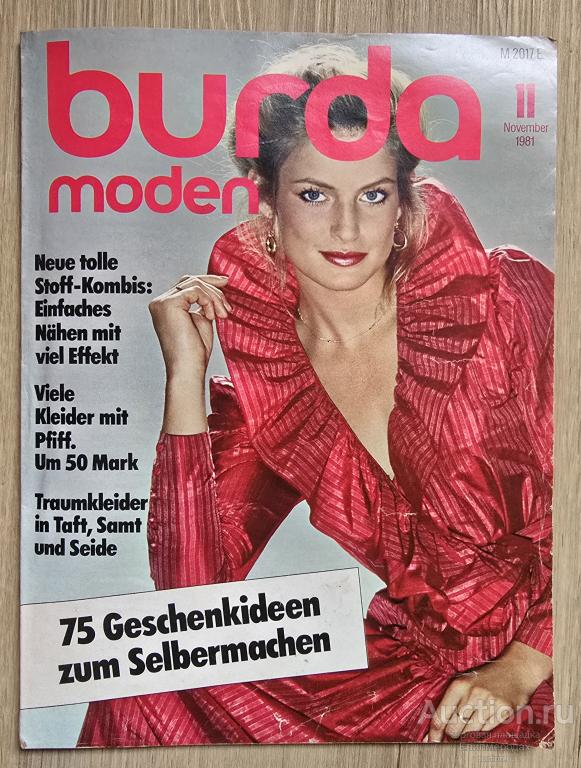 burda
moden
M 2017 E
11
November
1981
Neue tolle
Stoff-Kombis:
Einfaches
Nähen mit
viel Effekt
Viele
Kleider mit
Pfiff.
Um 50 Mark
Traumkleider
in Taft, Samt
und Seide
75 Geschenkideen
zum Selbermachen
Auction.ru